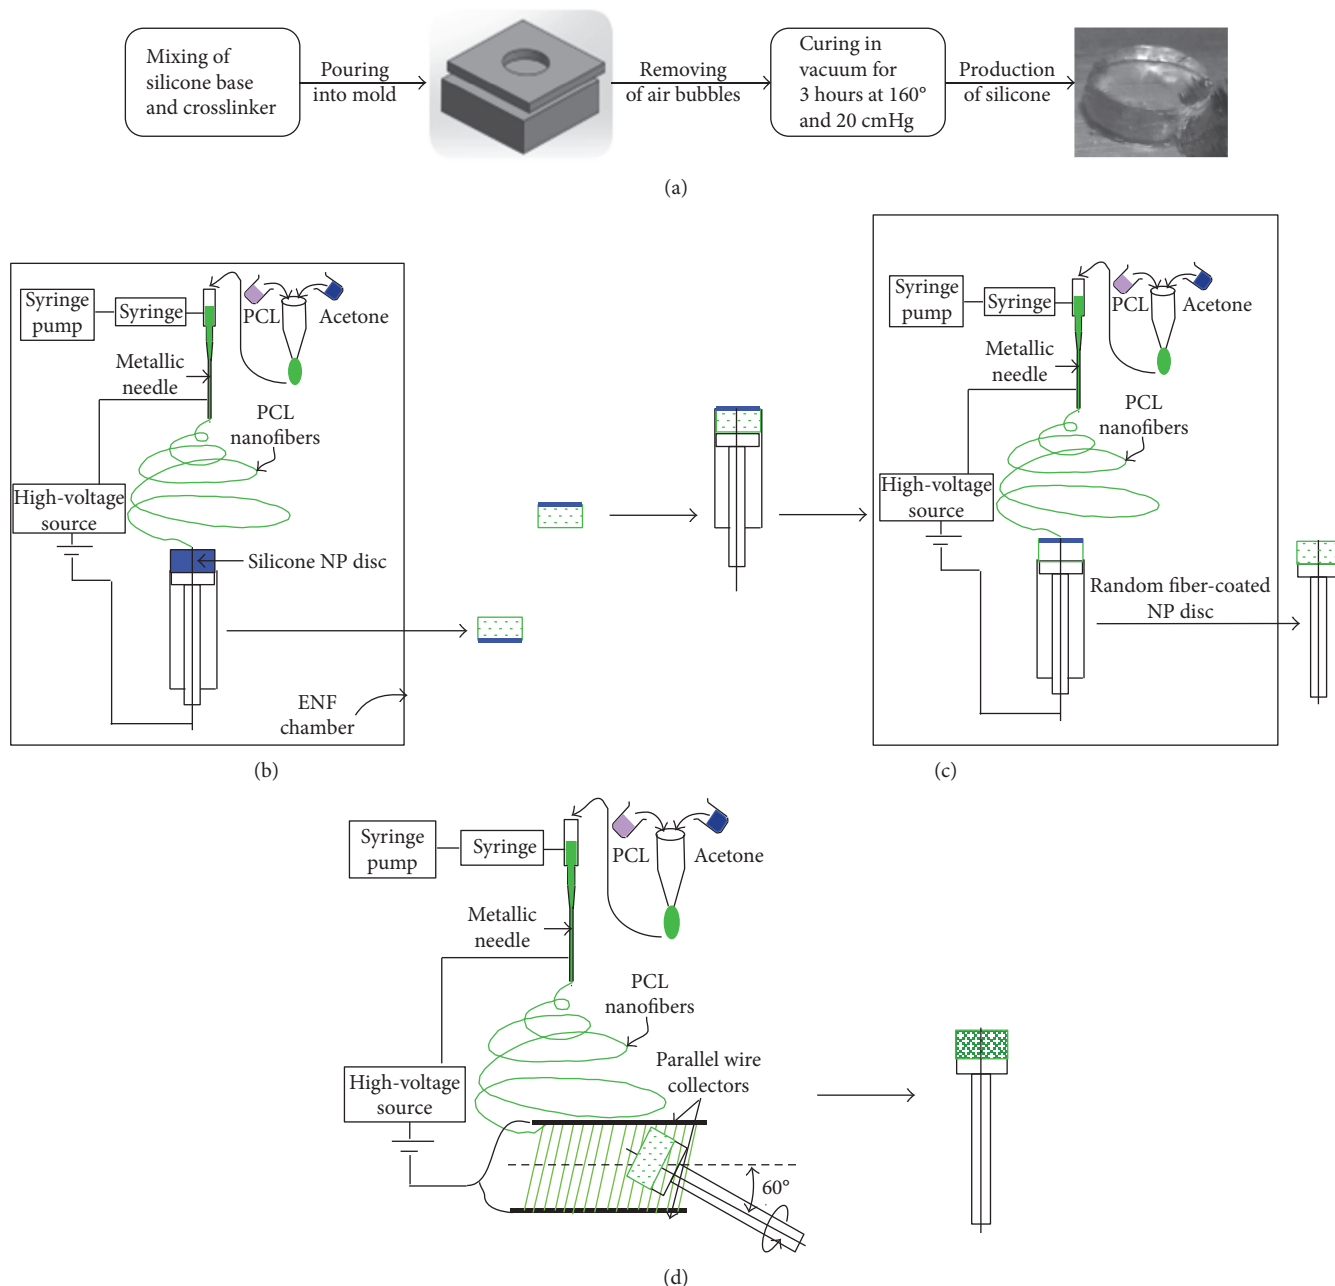 Mixing of
silicone base
and crosslinker
Pouring
into mold
Removing
of air bubbles
Curing in
vacuum for
3 hours at 160°
and 20 cmHg
Production
of silicone
(a)
Syringe
pump
Syringe
PCL
Acetone
Metallic
needle
PCL
nanofibers
High-voltage
source
Silicone NP disc
ENF
chamber
(b)
Syringe
pump
Syringe
PCL
Acetone
Metallic
needle
PCL
nanofibers
High-voltage
source
Random fiber-coated
NP disc
(c)
Syringe
pump
Syringe
PCL
Acetone
Metallic
needle
PCL
nanofibers
High-voltage
source
Parallel wire
collectors
60°
(d)